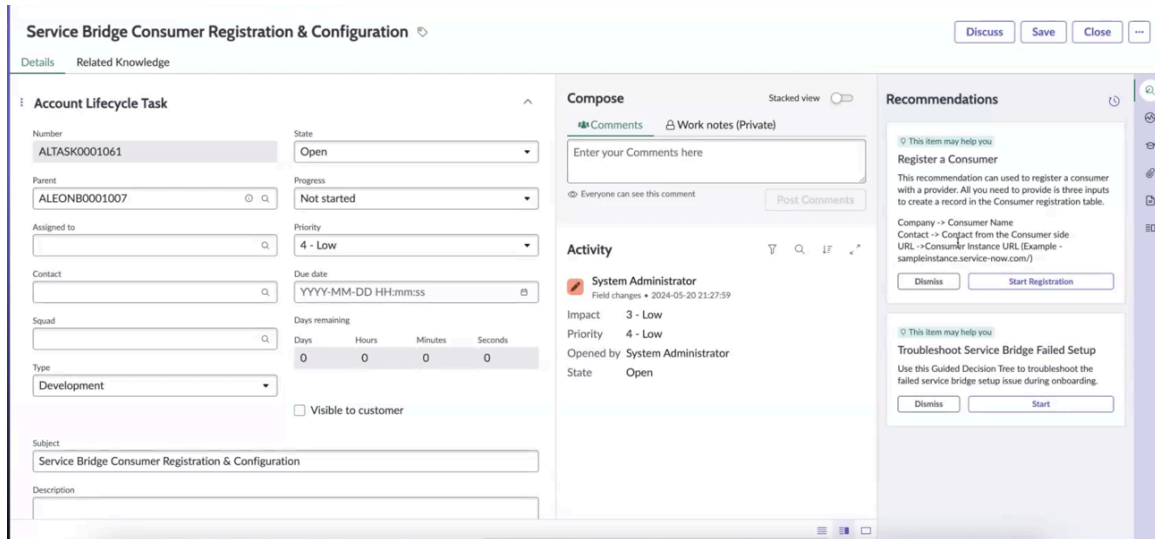 Service Bridge Consumer Registration & Configuration
Discuss
Save
Close
Details
Related Knowledge
Account Lifecycle Task
Number
ALTASK0001061
State
Open
Parent
ALEONB0001007
Progress
Not started
Assigned to
Priority
4 - Low
Contact
Due date
YYYY-MM-DD HH:mm:ss
Squad
Days remaining
Days
Hours
Minutes
Seconds
0
0
0
0
Type
Development
Visible to customer
Subject
Service Bridge Consumer Registration & Configuration
Description
Compose
Stacked view
Comments
Work notes (Private)
Enter your Comments here
Everyone can see this comment
Post Comments
Activity
System Administrator
Field changes • 2024-05-20 21:27:59
Impact 3 - Low
Priority 4 - Low
Opened by System Administrator
State Open
Recommendations
This item may help you
Register a Consumer
This recommendation can used to register a consumer
with a provider. All you need to provide is three inputs
to create a record in the Consumer registration table.
Company -> Consumer Name
Contact -> Contact from the Consumer side
URL ->Consumer Instance URL (Example -
sampleinstance.service-now.com/)
Dismiss
Start Registration
This item may help you
Troubleshoot Service Bridge Failed Setup
Use this Guided Decision Tree to troubleshoot the
failed service bridge setup issue during onboarding.
Dismiss
Start